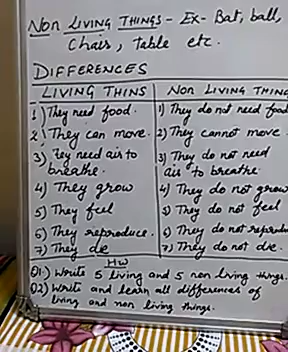 NON LIVING THINGS - EX- Bat, ball,
Chair, table etc.
DIFFERENCES
LIVING THINS | NON LIVING THING
1) They need food. | 1) They do not need food
2) They can move. | 2) They cannot move.
3) Tey need air to | 3) They do not need
breathe. | air to breathe.
4) They grow | 4) They do not grow
5) They feel | 5) They do not feel
6) They reproduce. | 6) They do not reprodu
7) They die | 7) They do not die.
HW
Q1.) Write 5 living and 5 non living things.
Q2) Write and learn all differences of
living and non living things.